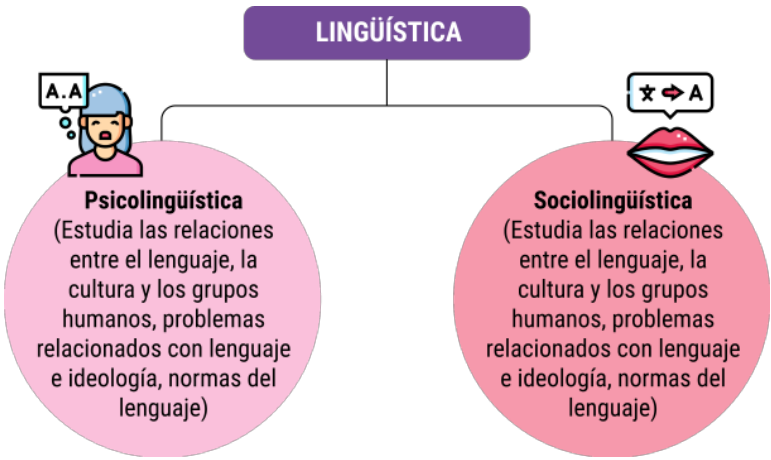 LINGÜÍSTICA
A.A
文 → A
Psicolingüística
(Estudia las relaciones
entre el lenguaje, la
cultura y los grupos
humanos, problemas
relacionados con lenguaje
e ideología, normas del
lenguaje)
Sociolingüística
(Estudia las relaciones
entre el lenguaje, la
cultura y los grupos
humanos, problemas
relacionados con lenguaje
e ideología, normas del
lenguaje)